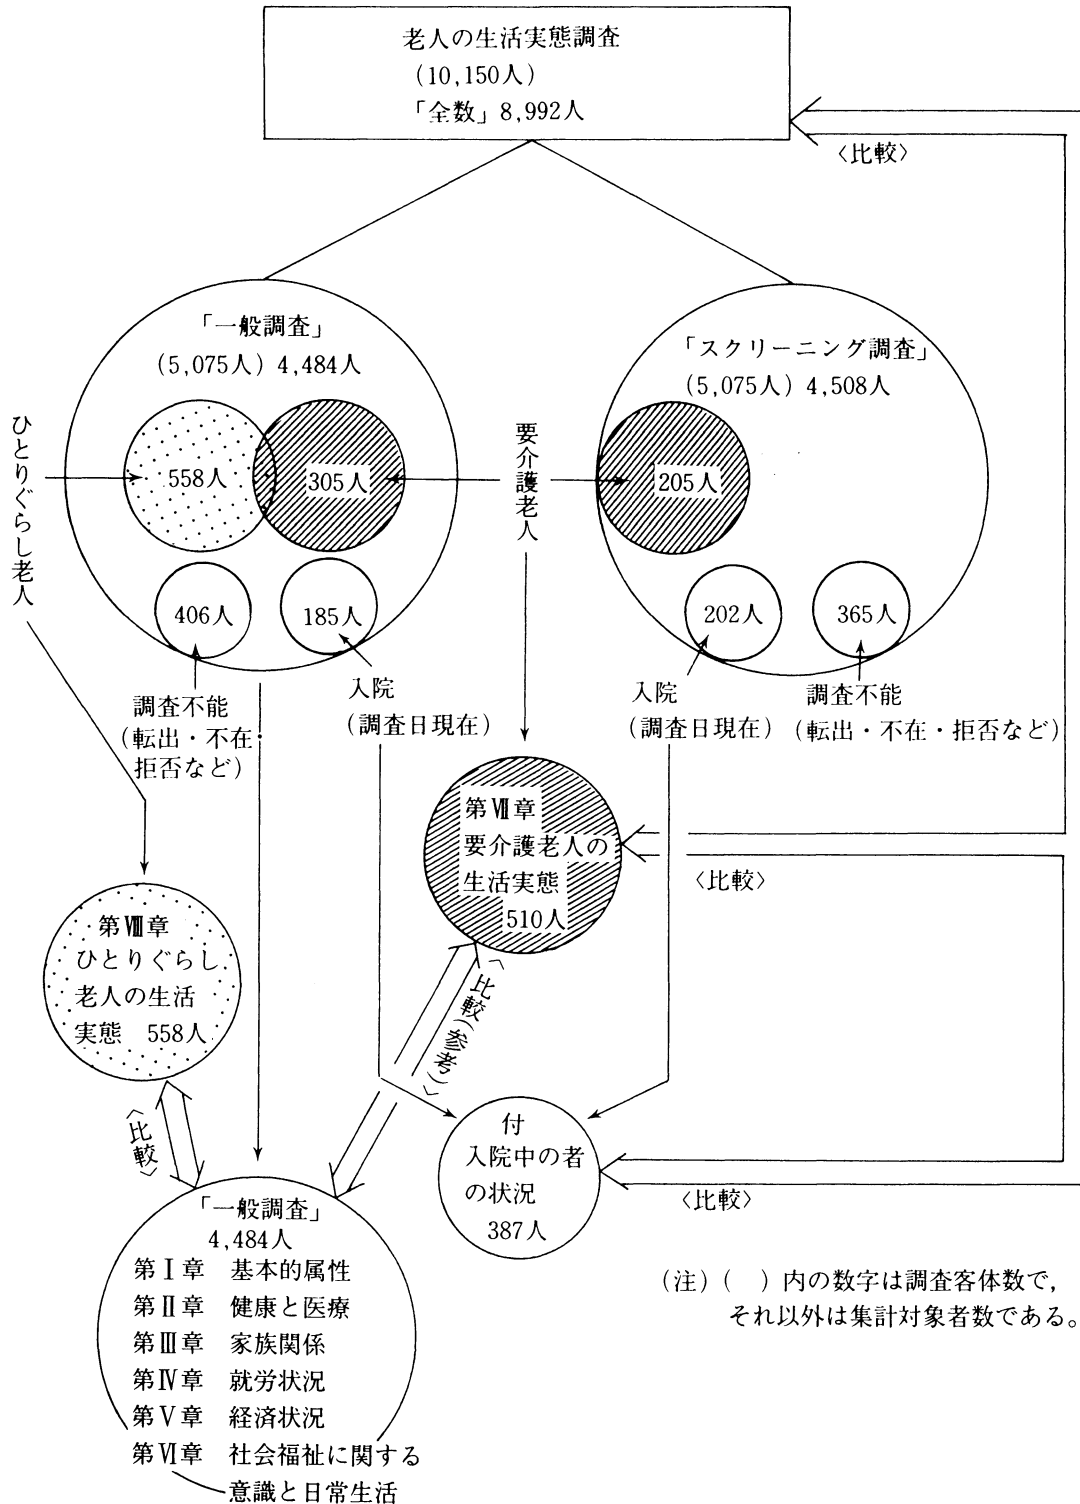 老人の生活実態調査
(10,150人)
「全数」8,992人
〈比較〉
「一般調査」
(5,075人) 4,484人
「スクリーニング調査」
(5,075人) 4,508人
ひとりぐらし老人
558人
305人
要介護老人
205人
406人
185人
202人
365人
調査不能
(転出・不在・
拒否など)
入院
(調査日現在)
入院
(調査日現在)
調査不能
(転出・不在・拒否など)
第Ⅶ章
要介護老人の
生活実態
510人
〈比較〉
第Ⅷ章
ひとりぐらし
老人の生活
実態 558人
〈比較(参考)〉
〈比較〉
付
入院中の者
の状況
387人
〈比較〉
「一般調査」
4,484人
第Ⅰ章 基本的属性
第Ⅱ章 健康と医療
第Ⅲ章 家族関係
第Ⅳ章 就労状況
第Ⅴ章 経済状況
第Ⅵ章 社会福祉に関する
意識と日常生活
(注) ( ) 内の数字は調査客体数で,
それ以外は集計対象者数である。